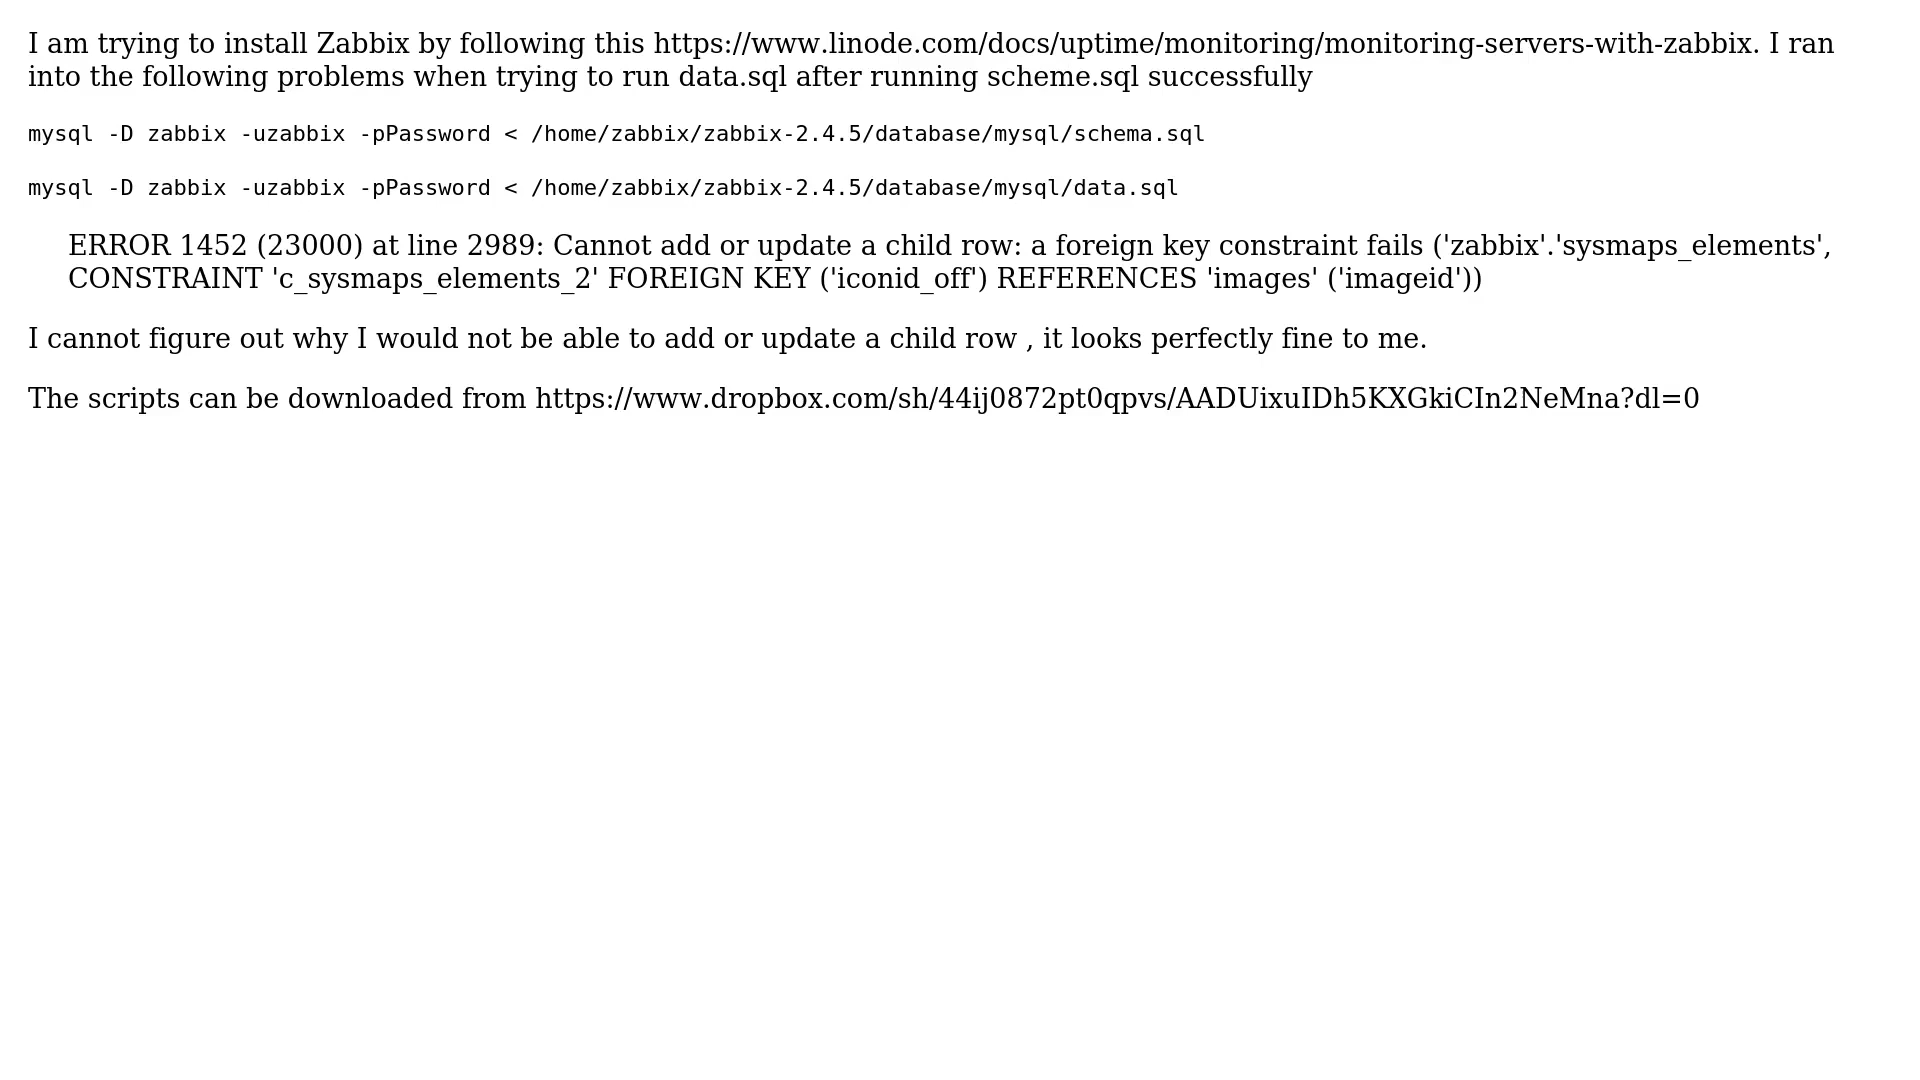 I am trying to install Zabbix by following this https://www.linode.com/docs/uptime/monitoring/monitoring-servers-with-zabbix. I ran
into the following problems when trying to run data.sql after running scheme.sql successfully
mysql -D zabbix -uzabbix -pPassword < /home/zabbix/zabbix-2.4.5/database/mysql/schema.sql
mysql -D zabbix -uzabbix -pPassword < /home/zabbix/zabbix-2.4.5/database/mysql/data.sql
ERROR 1452 (23000) at line 2989: Cannot add or update a child row: a foreign key constraint fails ('zabbix'.'sysmaps_elements',
CONSTRAINT 'c_sysmaps_elements_2' FOREIGN KEY ('iconid_off') REFERENCES 'images' ('imageid'))
I cannot figure out why I would not be able to add or update a child row , it looks perfectly fine to me.
The scripts can be downloaded from https://www.dropbox.com/sh/44ij0872pt0qpvs/AADUixuIDh5KXGkiCIn2NeMna?dl=0